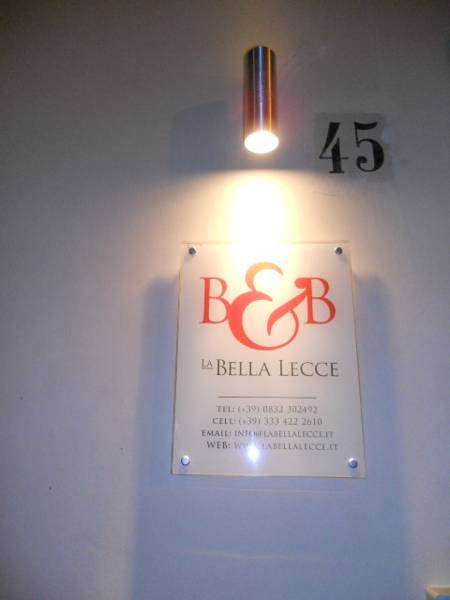 45
B&B
LA BELLA LECCE
TEL: (+39) 0832 302492
CELL: (+39) 333 422 2610
EMAIL: INFO@LABELLALECCE.IT
WEB: WWW.LABELLALECCE.IT